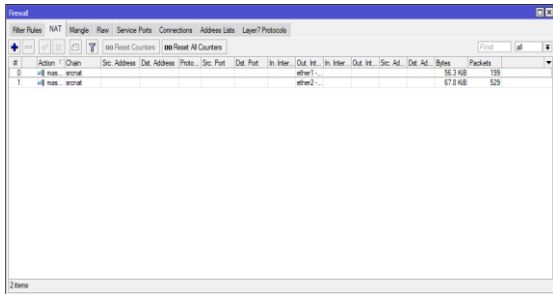 Firewall
Filter Rules NAT Mangle Raw Service Ports Connections Address Lists Layer7 Protocols
00 Reset Counters 00 Reset All Counters Find all
# Action Chain Src. Address Dst. Address Proto... Src. Port Dst. Port In. Inter... Out. Int... In. Inter... Out. Int... Src. Ad... Dst. Ad... Bytes Packets
0 mas... srcnat ether1 -... 56.3 KiB 199
1 mas... srcnat ether2 -... 67.8 KiB 529
2 items